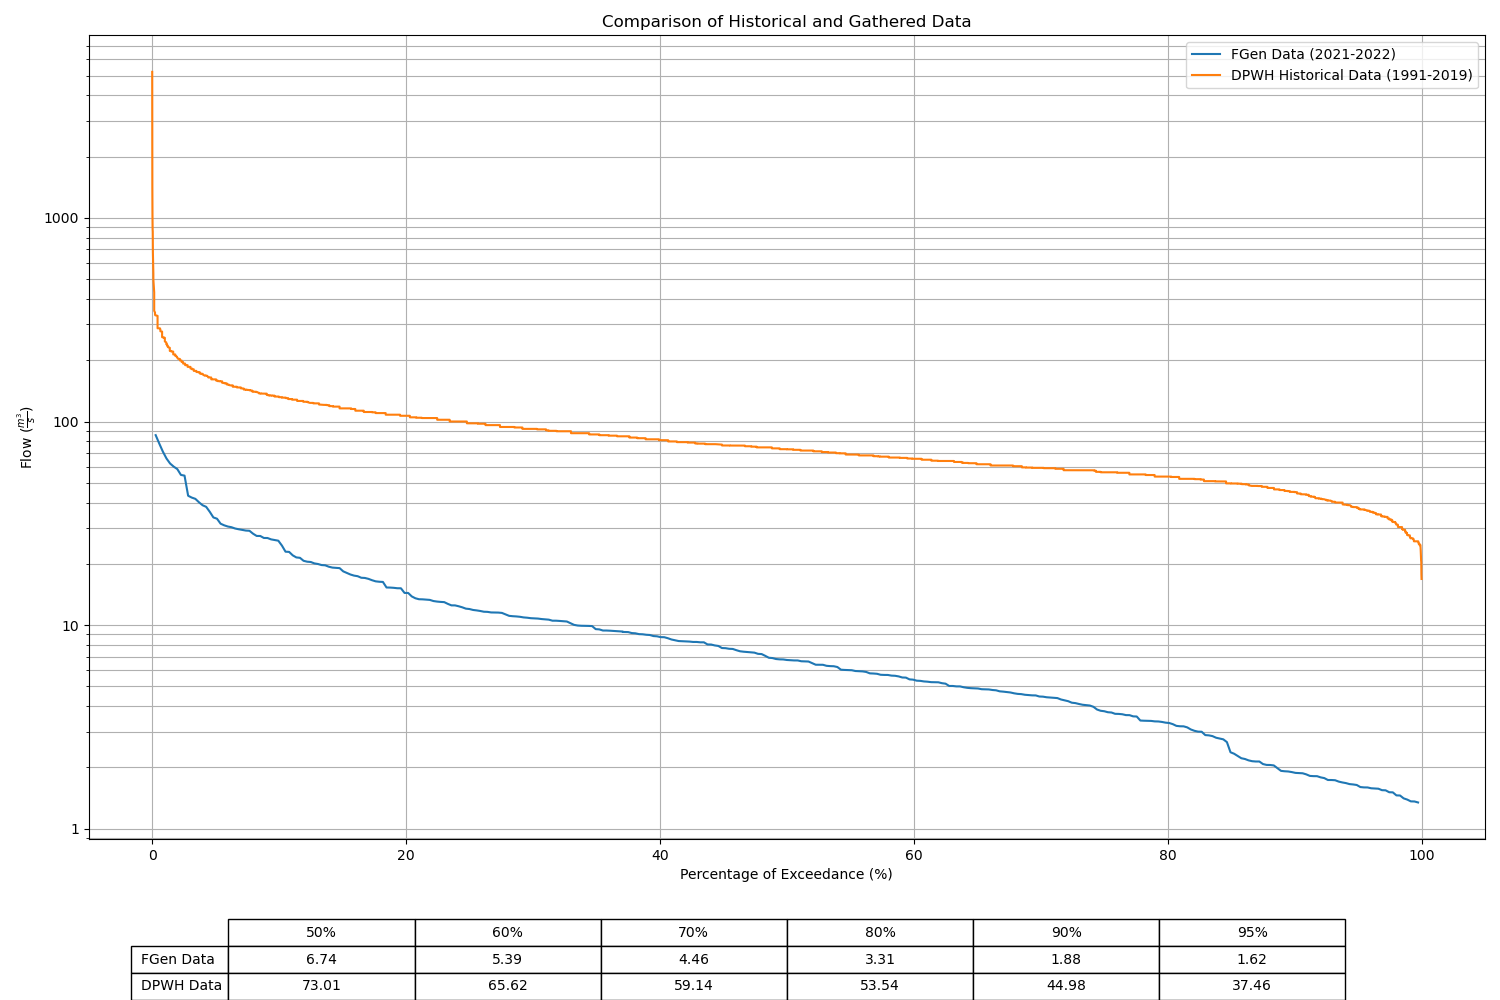 Comparison of Historical and Gathered Data
FGen Data (2021-2022)
DPWH Historical Data (1991-2019)
1000
100
10
1
Flow (m³/s)
0 20 40 60 80 100
Percentage of Exceedance (%)
50% 60% 70% 80% 90% 95%
FGen Data 6.74 5.39 4.46 3.31 1.88 1.62
DPWH Data 73.01 65.62 59.14 53.54 44.98 37.46